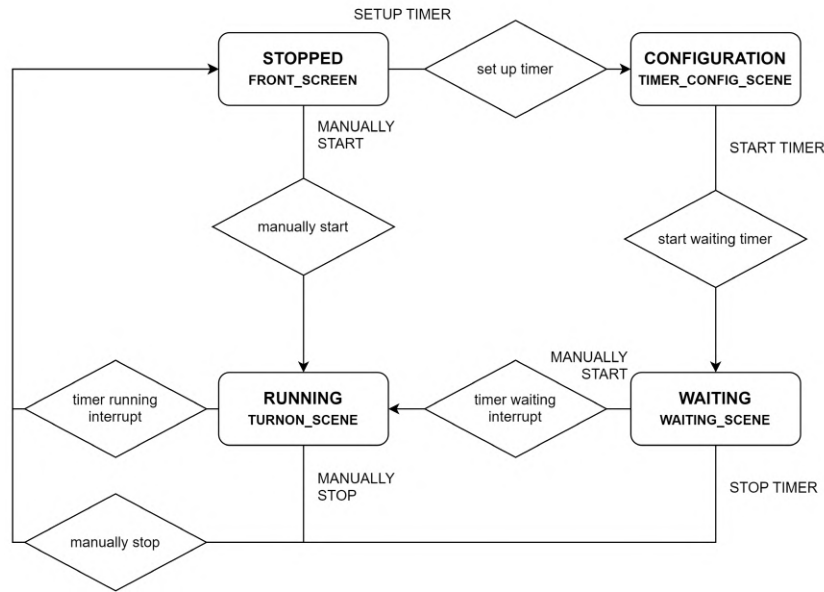 SETUP TIMER
STOPPED
FRONT_SCREEN
set up timer
CONFIGURATION
TIMER_CONFIG_SCENE
MANUALLY
START
START TIMER
manually start
start waiting timer
MANUALLY
START
timer running
interrupt
RUNNING
TURNON_SCENE
timer waiting
interrupt
WAITING
WAITING_SCENE
MANUALLY
STOP
STOP TIMER
manually stop